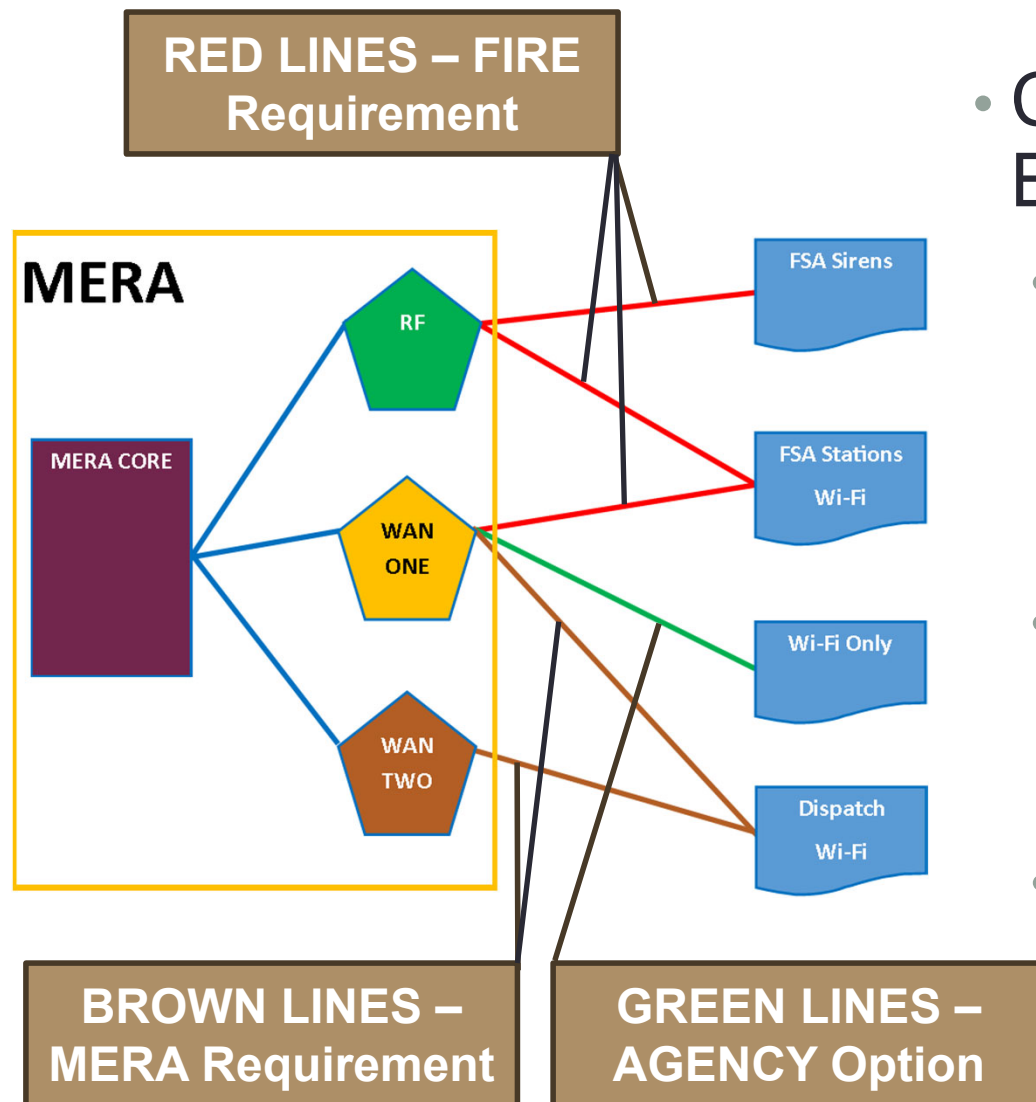 RED LINES – FIRE
Requirement
MERA
RF
FSA Sirens
MERA CORE
FSA Stations
Wi-Fi
WAN
ONE
Wi-Fi Only
WAN
TWO
Dispatch
Wi-Fi
BROWN LINES –
MERA Requirement
GREEN LINES –
AGENCY Option